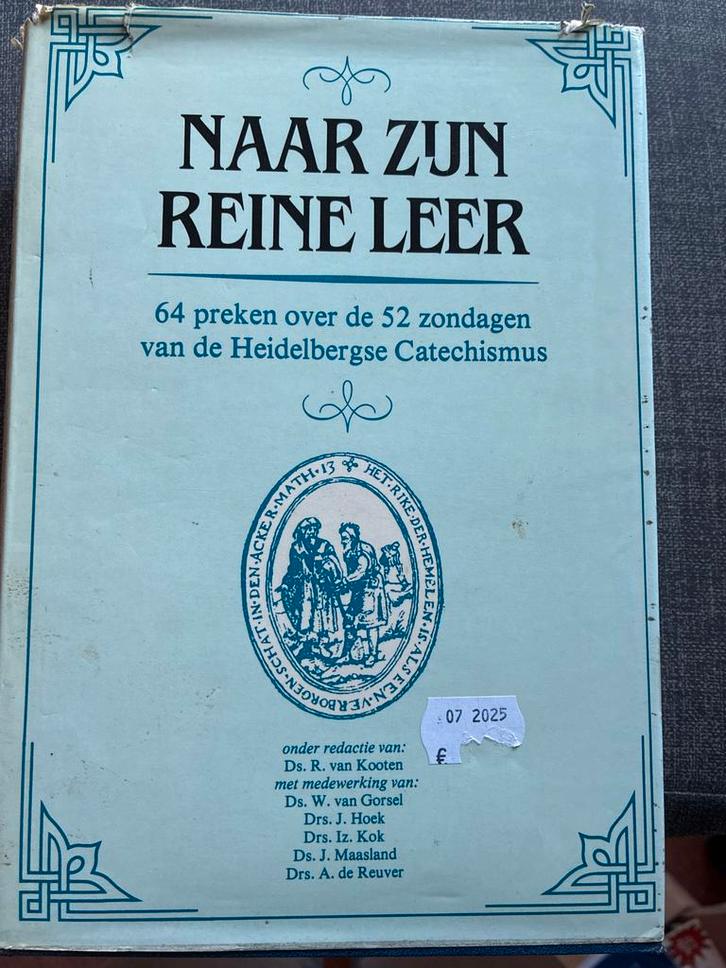 NAAR ZIJN
REINE LEER
64 preken over de 52 zondagen
van de Heidelbergse Catechismus
HET·RIKE·DER·HEMELEN·IS·ALS·EEN·VERBORGEN·SCHAT·IN·DEN·ACKER·MATH·13
07 2025
€
onder redactie van:
Ds. R. van Kooten
met medewerking van:
Ds. W. van Gorsel
Drs. J. Hoek
Drs. Iz. Kok
Ds. J. Maasland
Drs. A. de Reuver